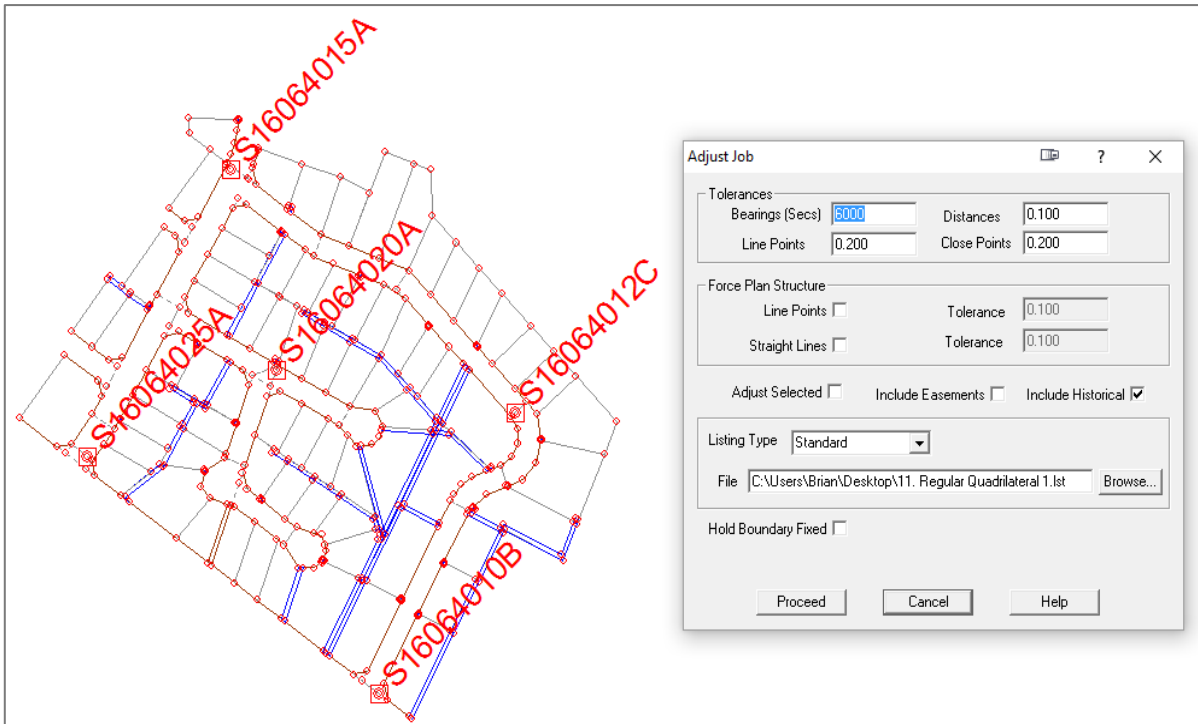 S16064015A
S16064020A
S16064012C
S16064025A
S16064010B
Adjust Job
?
Tolerances
Bearings (Secs) 6000 Distances 0.100
Line Points 0.200 Close Points 0.200
Force Plan Structure
Line Points Tolerance 0.100
Straight Lines Tolerance 0.100
Adjust Selected Include Easements Include Historical
Listing Type Standard
File C:\Users\Brian\Desktop\11. Regular Quadrilateral 1.lst Browse...
Hold Boundary Fixed
Proceed Cancel Help